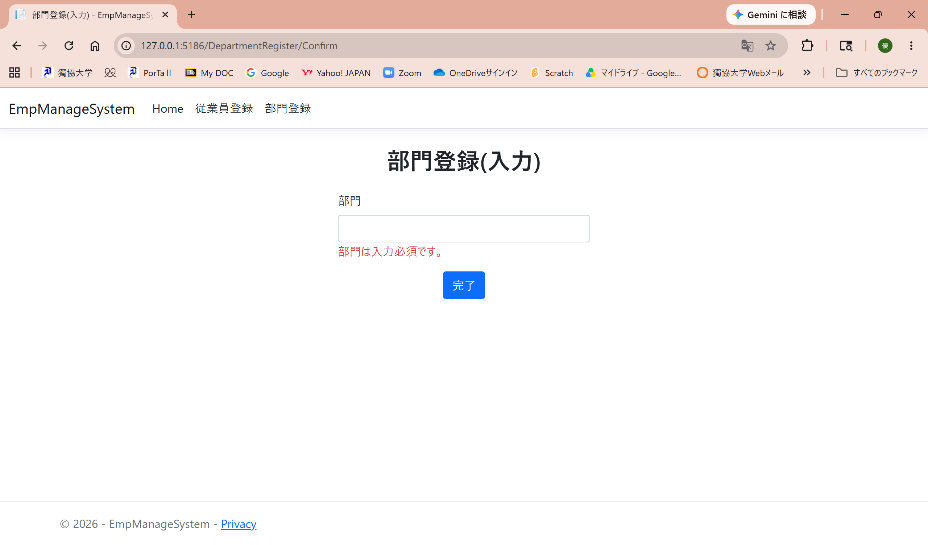 部門登録(入力) - EmpManageSy
Gemini に相談
127.0.0.1:5186/DepartmentRegister/Confirm
獨協大学
PorTa II
My DOC
Google
Yahoo! JAPAN
Zoom
OneDriveサインイン
Scratch
マイドライブ - Google...
獨協大学Webメール
すべてのブックマーク
EmpManageSystem Home 従業員登録 部門登録
部門登録(入力)
部門
部門は入力必須です。
完了
© 2026 - EmpManageSystem - Privacy